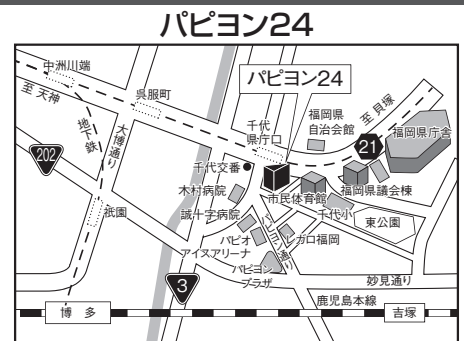 パピヨン24
中洲川端
至 天神
呉服町
パピヨン24
地下鉄
大博通り
千代
県庁口
福岡県
自治会館
至 貝塚
21
福岡県庁舎
202
千代交番
木村病院
市民体育館
福岡県議会棟
祇園
誠十字病院
千代小
東公園
パピオ
アイスアリーナ
パピヨン通り
ガロ福岡
パピヨン
プラザ
妙見通り
3
鹿児島本線
博 多
吉塚